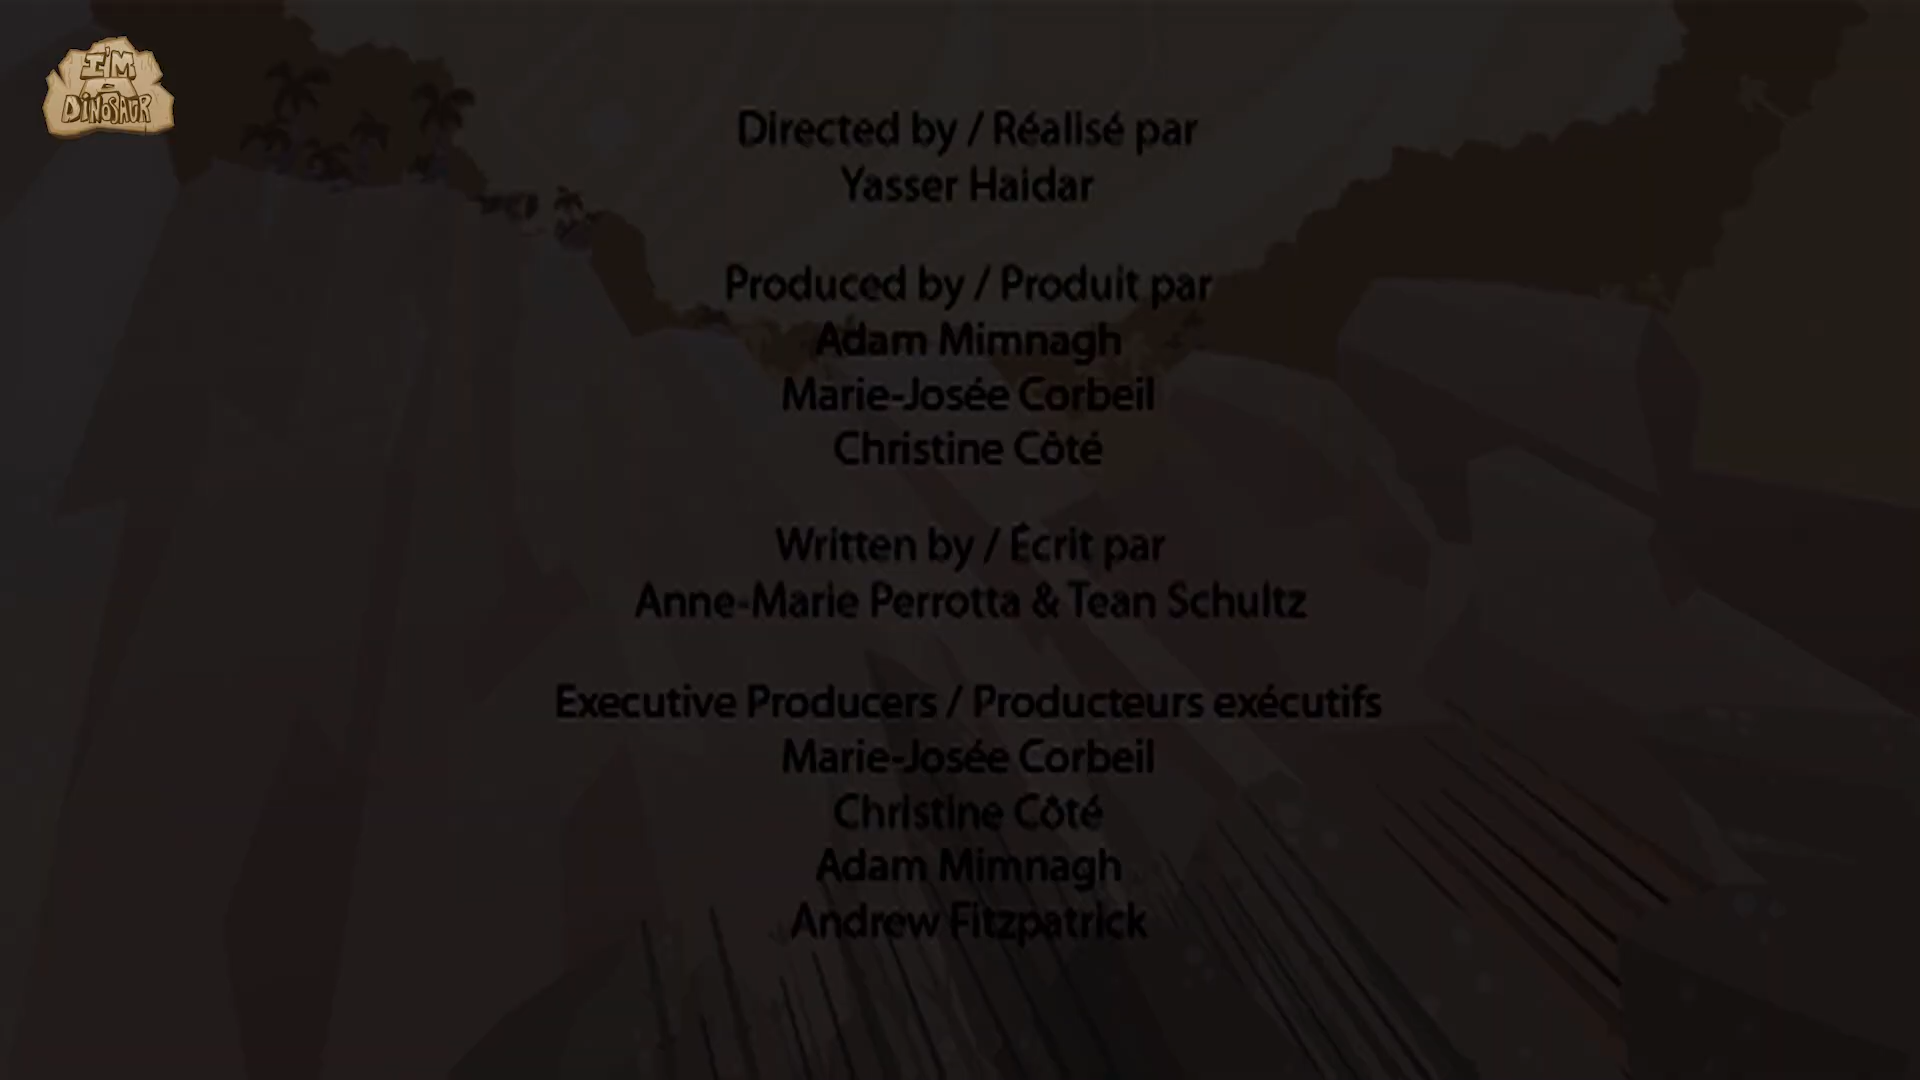 I'M
A
DINOSAUR
Directed by / Réalisé par
Yasser Haidar
Produced by / Produit par
Adam Mimnagh
Marie-Josée Corbeil
Christine Côté
Written by / Écrit par
Anne-Marie Perrotta & Tean Schultz
Executive Producers / Producteurs exécutifs
Marie-Josée Corbeil
Christine Côté
Adam Mimnagh
Andrew Fitzpatrick